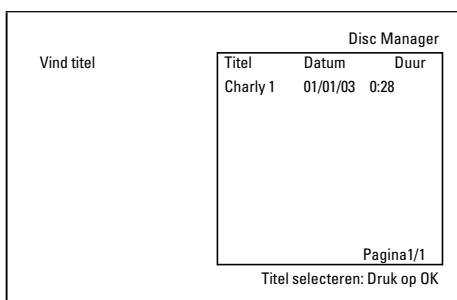 Disc Manager
Vind titel
Titel Datum Duur
Charly 1 01/01/03 0:28
Pagina1/1
Titel selecteren: Druk op OK